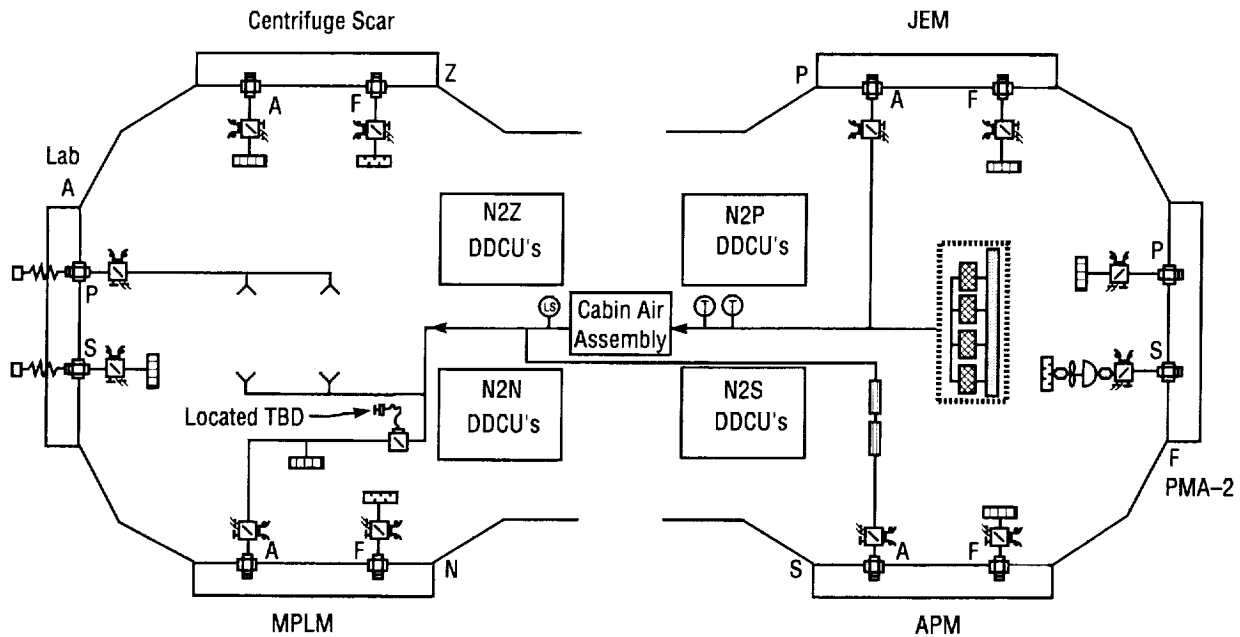 Centrifuge Scar
JEM
Z
P
A
F
A
F
Lab
A
N2Z
DDCU's
N2P
DDCU's
P
P
LS
Cabin Air
Assembly
T
T
S
S
N2N
DDCU's
N2S
DDCU's
Located TBD
F
PMA-2
A
F
A
F
N
S
MPLM
APM